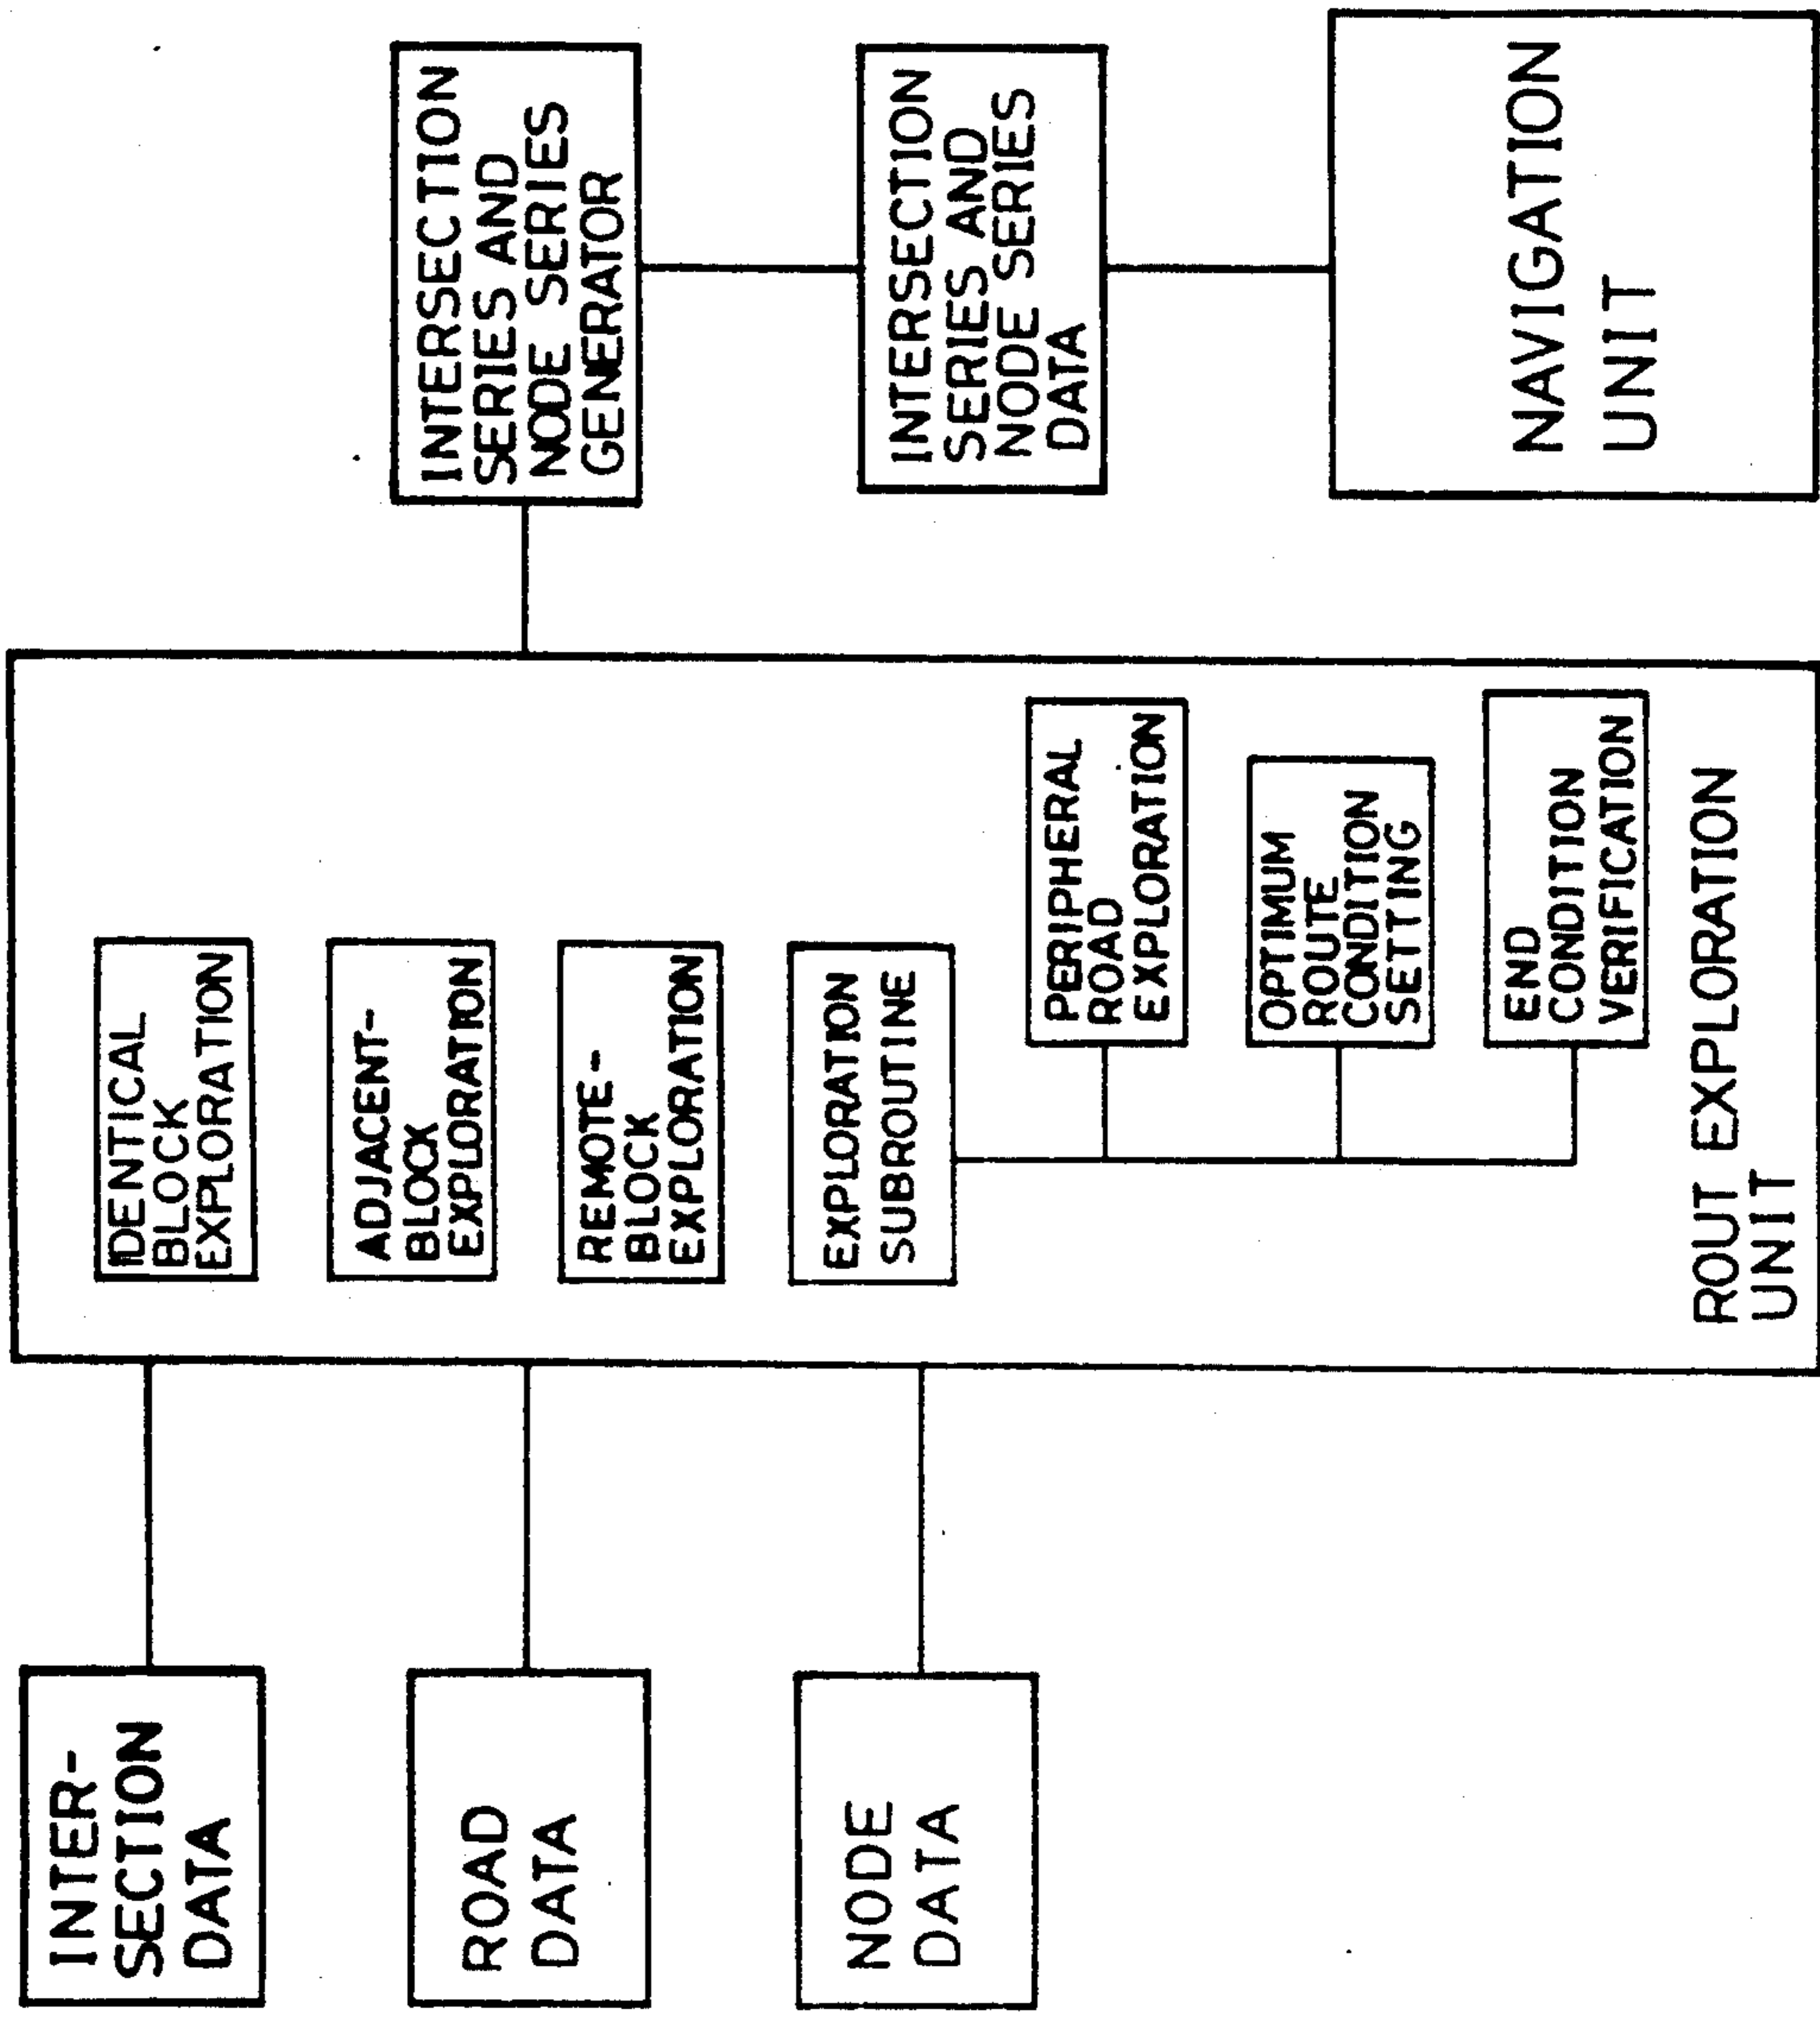 INTER-
SECTION
DATA
ROAD
DATA
NODE
DATA
IDENTICAL
BLOCK
EXPLORATION
ADJACENT-
BLOCK
EXPLORATION
REMOTE-
BLOCK
EXPLORATION
EXPLORATION
SUBROUTINE
PERIPHERAL
ROAD
EXPLORATION
OPTIMUM
ROUTE
CONDITION
SETTING
END
CONDITION
VERIFICATION
ROUT EXPLORATION
UNIT
INTERSECTION
SERIES AND
NODE SERIES
GENERATOR
INTERSECTION
SERIES AND
NODE SERIES
DATA
NAVIGATION
UNIT